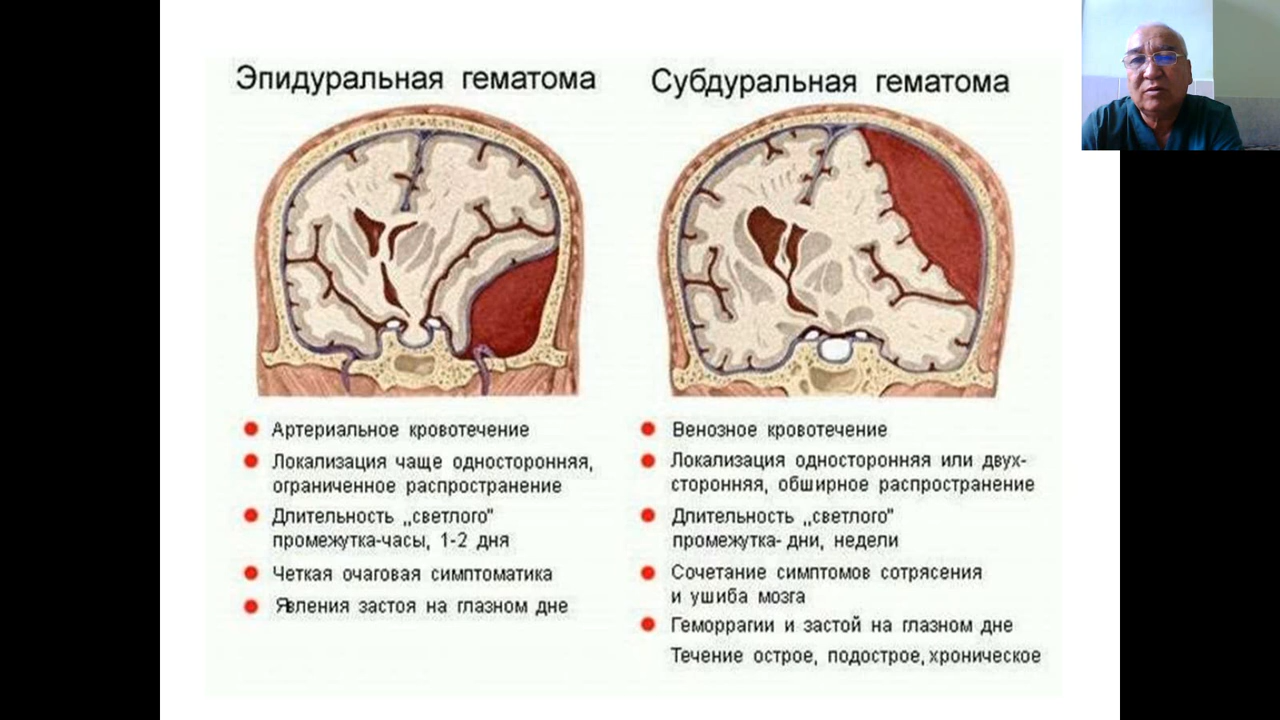 Эпидуральная гематома
Артериальное кровотечение
Локализация чаще односторонняя,
ограниченное распространение
Длительность „светлого"
промежутка-часы, 1-2 дня
Четкая очаговая симптоматика
Явления застоя на глазном дне
Субдуральная гематома
Венозное кровотечение
Локализация односторонняя или двух-
сторонняя, обширное распространение
Длительность „светлого"
промежутка- дни, недели
Сочетание симптомов сотрясения
и ушиба мозга
Геморрагии и застой на глазном дне
Течение острое, подострое, хроническое